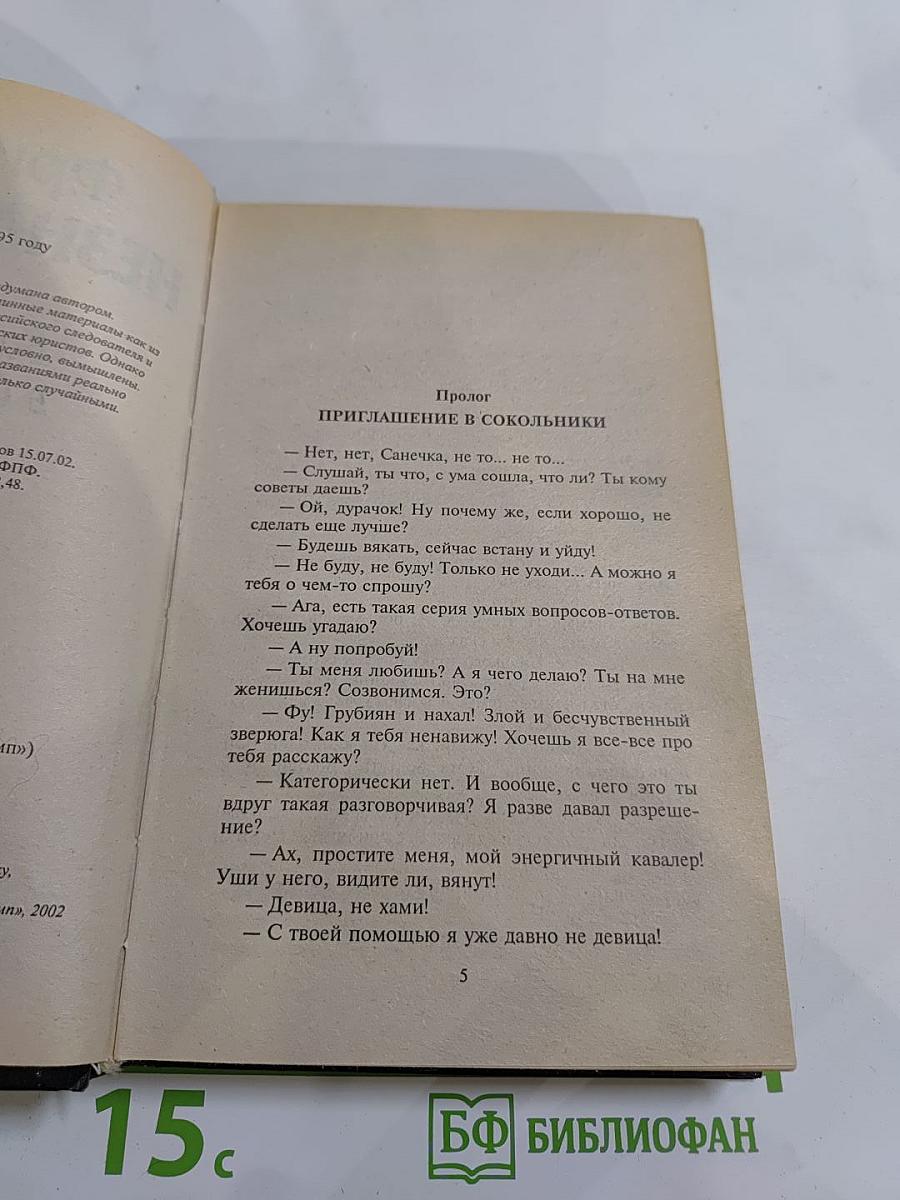 95 году
думана автором.
инные материалы как из
сийского следователя и
ских юристов. Однако
условно, вымышлены.
азваниями реально
олько случайными.
ов 15.07.02.
ФПФ.
,48.
мп»)
у,
мп», 2002
Пролог
ПРИГЛАШЕНИЕ В СОКОЛЬНИКИ
— Нет, нет, Санечка, не то... не то...
— Слушай, ты что, с ума сошла, что ли? Ты кому
советы даешь?
— Ой, дурачок! Ну почему же, если хорошо, не
сделать еще лучше?
— Будешь вякать, сейчас встану и уйду!
— Не буду, не буду! Только не уходи... А можно я
тебя о чем-то спрошу?
— Ага, есть такая серия умных вопросов-ответов.
Хочешь угадаю?
— А ну попробуй!
— Ты меня любишь? А я чего делаю? Ты на мне
женишься? Созвонимся. Это?
— Фу! Грубиян и нахал! Злой и бесчувственный
зверюга! Как я тебя ненавижу! Хочешь я все-все про
тебя расскажу?
— Категорически нет. И вообще, с чего это ты
вдруг такая разговорчивая? Я разве давал разреше-
ние?
— Ах, простите меня, мой энергичный кавалер!
Уши у него, видите ли, вянут!
— Девица, не хами!
— С твоей помощью я уже давно не девица!
5
15 с
БФ БИБЛИОФАН